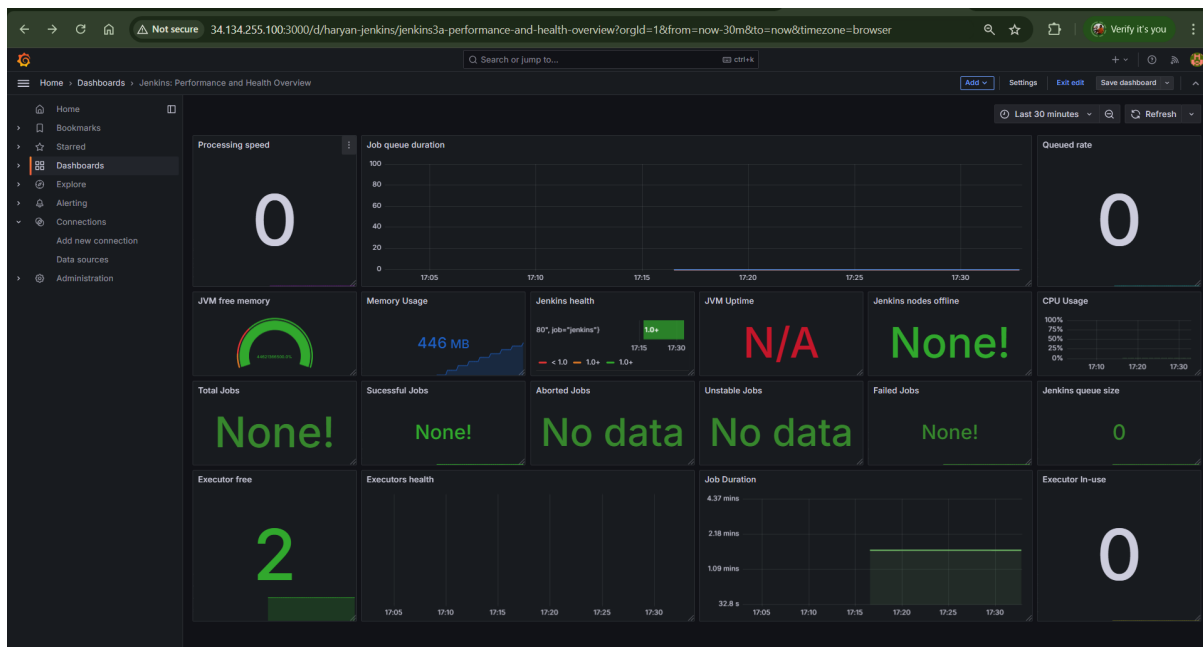 Not secure 34.134.255.100:3000/d/haryan-jenkins/jenkins3a-performance-and-health-overview?orgId=1&from=now-30m&to=now&timezone=browser Verify it's you
Search or jump to... ctrl+k
Home › Dashboards › Jenkins: Performance and Health Overview Add Settings Exit edit Save dashboard
Home
Bookmarks
Starred
Dashboards
Explore
Alerting
Connections
Add new connection
Data sources
Administration
Last 30 minutes Refresh
Processing speed
0
Job queue duration
100
80
60
40
20
0
17:05 17:10 17:15 17:20 17:25 17:30
Queued rate
0
JVM free memory
Memory Usage
446 MB
Jenkins health
80", job="jenkins"}
1.0+
17:15 17:30
< 1.0 1.0+ 1.0+
JVM Uptime
N/A
Jenkins nodes offline
None!
CPU Usage
100%
75%
50%
25%
0%
17:10 17:20 17:30
Total Jobs
None!
Sucessful Jobs
None!
Aborted Jobs
No data
Unstable Jobs
No data
Failed Jobs
None!
Jenkins queue size
0
Executor free
2
Executors health
17:05 17:10 17:15 17:20 17:25 17:30
Job Duration
4.37 mins
2.18 mins
1.09 mins
32.8 s
17:05 17:10 17:15 17:20 17:25 17:30
Executor In-use
0